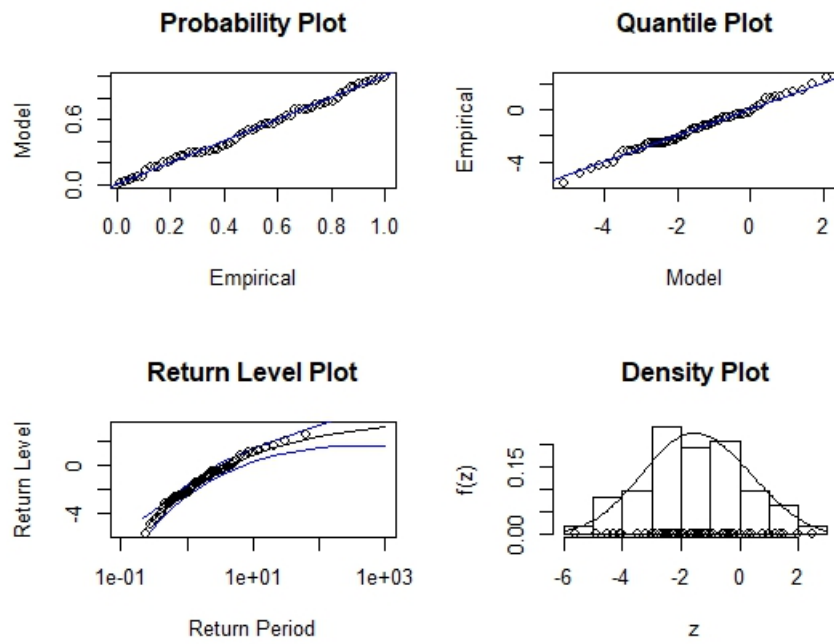 Probability Plot
Model
0.0 0.6
0.0 0.2 0.4 0.6 0.8 1.0
Empirical
Quantile Plot
Empirical
-4 0
-4 -2 0 2
Model
Return Level Plot
Return Level
-4 0
1e-01 1e+01 1e+03
Return Period
Density Plot
f(z)
0.00 0.15
-6 -4 -2 0 2
z